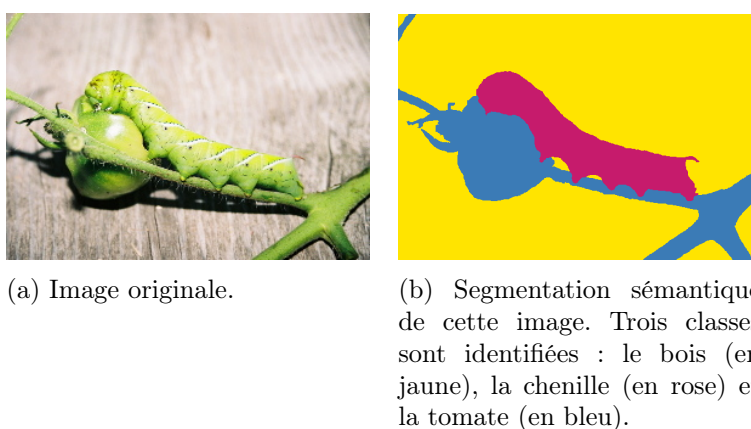 (a) Image originale.
(b) Segmentation sémantique
de cette image. Trois classe
sont identifiées : le bois (en
jaune), la chenille (en rose) e
la tomate (en bleu).